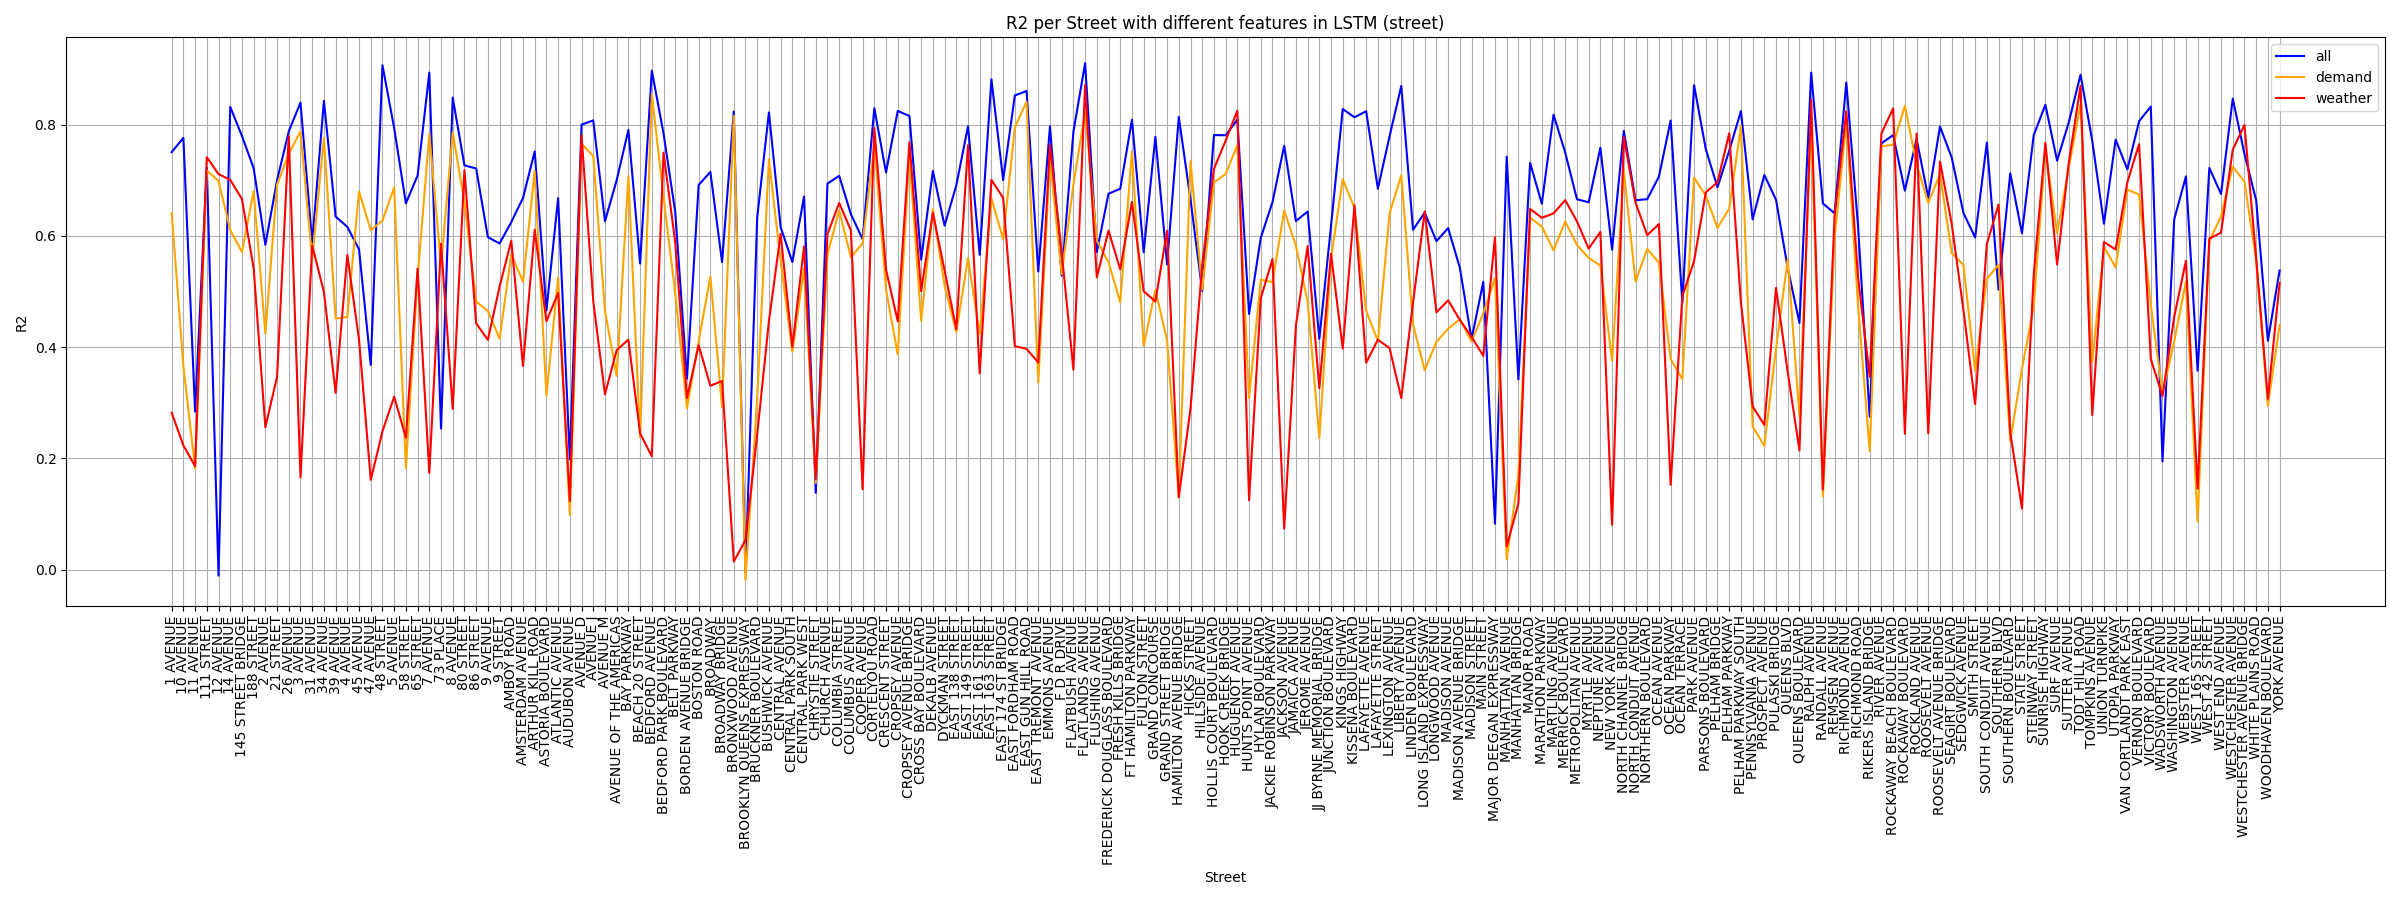 R2 per Street with different features in LSTM (street)
all
demand
weather
R2
0.8
0.6
0.4
0.2
0.0
1 AVENUE
10 AVENUE
11 AVENUE
111 STREET
12 AVENUE
14 AVENUE
145 STREET BRIDGE
188 STREET
2 AVENUE
21 STREET
26 AVENUE
3 AVENUE
31 AVENUE
34 AVENUE
39 AVENUE
4 AVENUE
45 AVENUE
47 AVENUE
48 STREET
5 AVENUE
58 STREET
65 STREET
7 AVENUE
73 PLACE
8 AVENUE
80 STREET
86 STREET
9 AVENUE
9 STREET
AMBOY ROAD
AMSTERDAM AVENUE
ARTHUR KILL ROAD
ASTORIA BOULEVARD
ATLANTIC AVENUE
AUDUBON AVENUE
AVENUE D
AVENUE I
AVENUE M
AVENUE OF THE AMERICAS
BAY PARKWAY
BEACH 20 STREET
BEDFORD AVENUE
BEDFORD PARK BOULEVARD
BELT PARKWAY
BORDEN AVENUE BRIDGE
BOSTON ROAD
BROADWAY
BROADWAY BRIDGE
BRONXWOOD AVENUE
BROOKLYN QUEENS EXPRESSWAY
BRUCKNER BOULEVARD
BUSHWICK AVENUE
CENTRAL AVENUE
CENTRAL PARK SOUTH
CENTRAL PARK WEST
CHRYSTIE STREET
CHURCH AVENUE
COLUMBIA STREET
COLUMBUS AVENUE
COOPER AVENUE
CORTELYOU ROAD
CRESCENT STREET
CROPSEY AVENUE
CROPSEY AVENUE BRIDGE
CROSS BAY BOULEVARD
DEKALB AVENUE
DYCKMAN STREET
EAST 138 STREET
EAST 149 STREET
EAST 161 STREET
EAST 163 STREET
EAST 174 ST BRIDGE
EAST FORDHAM ROAD
EAST GUN HILL ROAD
EAST TREMONT AVENUE
EMMONS AVENUE
F D R DRIVE
FLATBUSH AVENUE
FLATLANDS AVENUE
FLUSHING AVENUE
FREDERICK DOUGLASS BOULEVARD
FRESH KILLS BRIDGE
FT HAMILTON PARKWAY
FULTON STREET
GRAND CONCOURSE
GRAND STREET BRIDGE
HAMILTON AVENUE BRIDGE
HICKS STREET
HILLSIDE AVENUE
HOLLIS COURT BOULEVARD
HOOK CREEK BRIDGE
HUGUENOT AVENUE
HUNTS POINT AVENUE
HYLAN BOULEVARD
JACKIE ROBINSON PARKWAY
JACKSON AVENUE
JAMAICA AVENUE
JEROME AVENUE
JJ BYRNE MEMORIAL BRIDGE
JUNCTION BOULEVARD
KINGS HIGHWAY
KISSENA BOULEVARD
LAFAYETTE AVENUE
LAFAYETTE STREET
LEXINGTON AVENUE
LIBERTY AVENUE
LINDEN BOULEVARD
LONG ISLAND EXPRESSWAY
LONGWOOD AVENUE
MADISON AVENUE
MADISON AVENUE BRIDGE
MADISON STREET
MAIN STREET
MAJOR DEEGAN EXPRESSWAY
MANHATTAN AVENUE
MANHATTAN BRIDGE
MANOR ROAD
MARATHON PARKWAY
MARTING AVENUE
MERRICK BOULEVARD
METROPOLITAN AVENUE
MYRTLE AVENUE
NEPTUNE AVENUE
NEW YORK AVENUE
NORTH CHANNEL BRIDGE
NORTH CONDUIT AVENUE
NORTHERN BOULEVARD
OCEAN AVENUE
OCEAN PARKWAY
OCEAN TERRACE
PARK AVENUE
PARSONS BOULEVARD
PELHAM BRIDGE
PELHAM PARKWAY
PELHAM PARKWAY SOUTH
PENNSYLVANIA AVENUE
PROSPECT AVENUE
PULASKI BRIDGE
QUEENS BLVD
QUEENS BOULEVARD
RALPH AVENUE
RANDALL AVENUE
REMSEN AVENUE
RICHMOND AVENUE
RICHMOND ROAD
RIKERS ISLAND BRIDGE
RIVER AVENUE
ROCKAWAY BEACH BOULEVARD
ROCKAWAY BOULEVARD
ROCKLAND AVENUE
ROOSEVELT AVENUE
ROOSEVELT AVENUE BRIDGE
SEAGIRT BOULEVARD
SEDGWICK AVENUE
SMITH STREET
SOUTH CONDUIT AVENUE
SOUTHERN BLVD
SOUTHERN BOULEVARD
STATE STREET
STEINWAY STREET
SUNRISE HIGHWAY
SURF AVENUE
SUTTER AVENUE
TODT HILL ROAD
TOMPKINS AVENUE
UNION TURNPIKE
UTOPIA PARKWAY
VAN CORTLANDT PARK EAST
VERNON BOULEVARD
VICTORY BOULEVARD
WADSWORTH AVENUE
WASHINGTON AVENUE
WEBSTER AVENUE
WEST 165 STREET
WEST 42 STREET
WEST END AVENUE
WESTCHESTER AVENUE
WESTCHESTER AVENUE BRIDGE
WHITE PLAINS ROAD
WOODHAVEN BOULEVARD
YORK AVENUE
Street